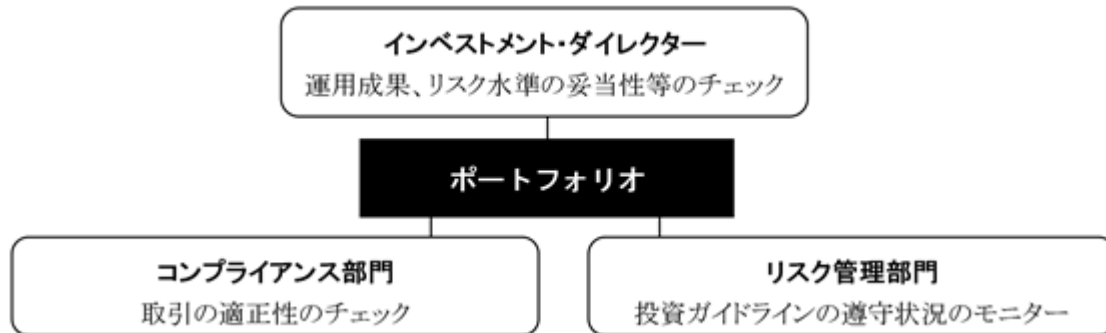 インベストメント・ダイレクター
運用成果、リスク水準の妥当性等のチェック
ポートフォリオ
コンプライアンス部門
取引の適正性のチェック
リスク管理部門
投資ガイドラインの遵守状況のモニター